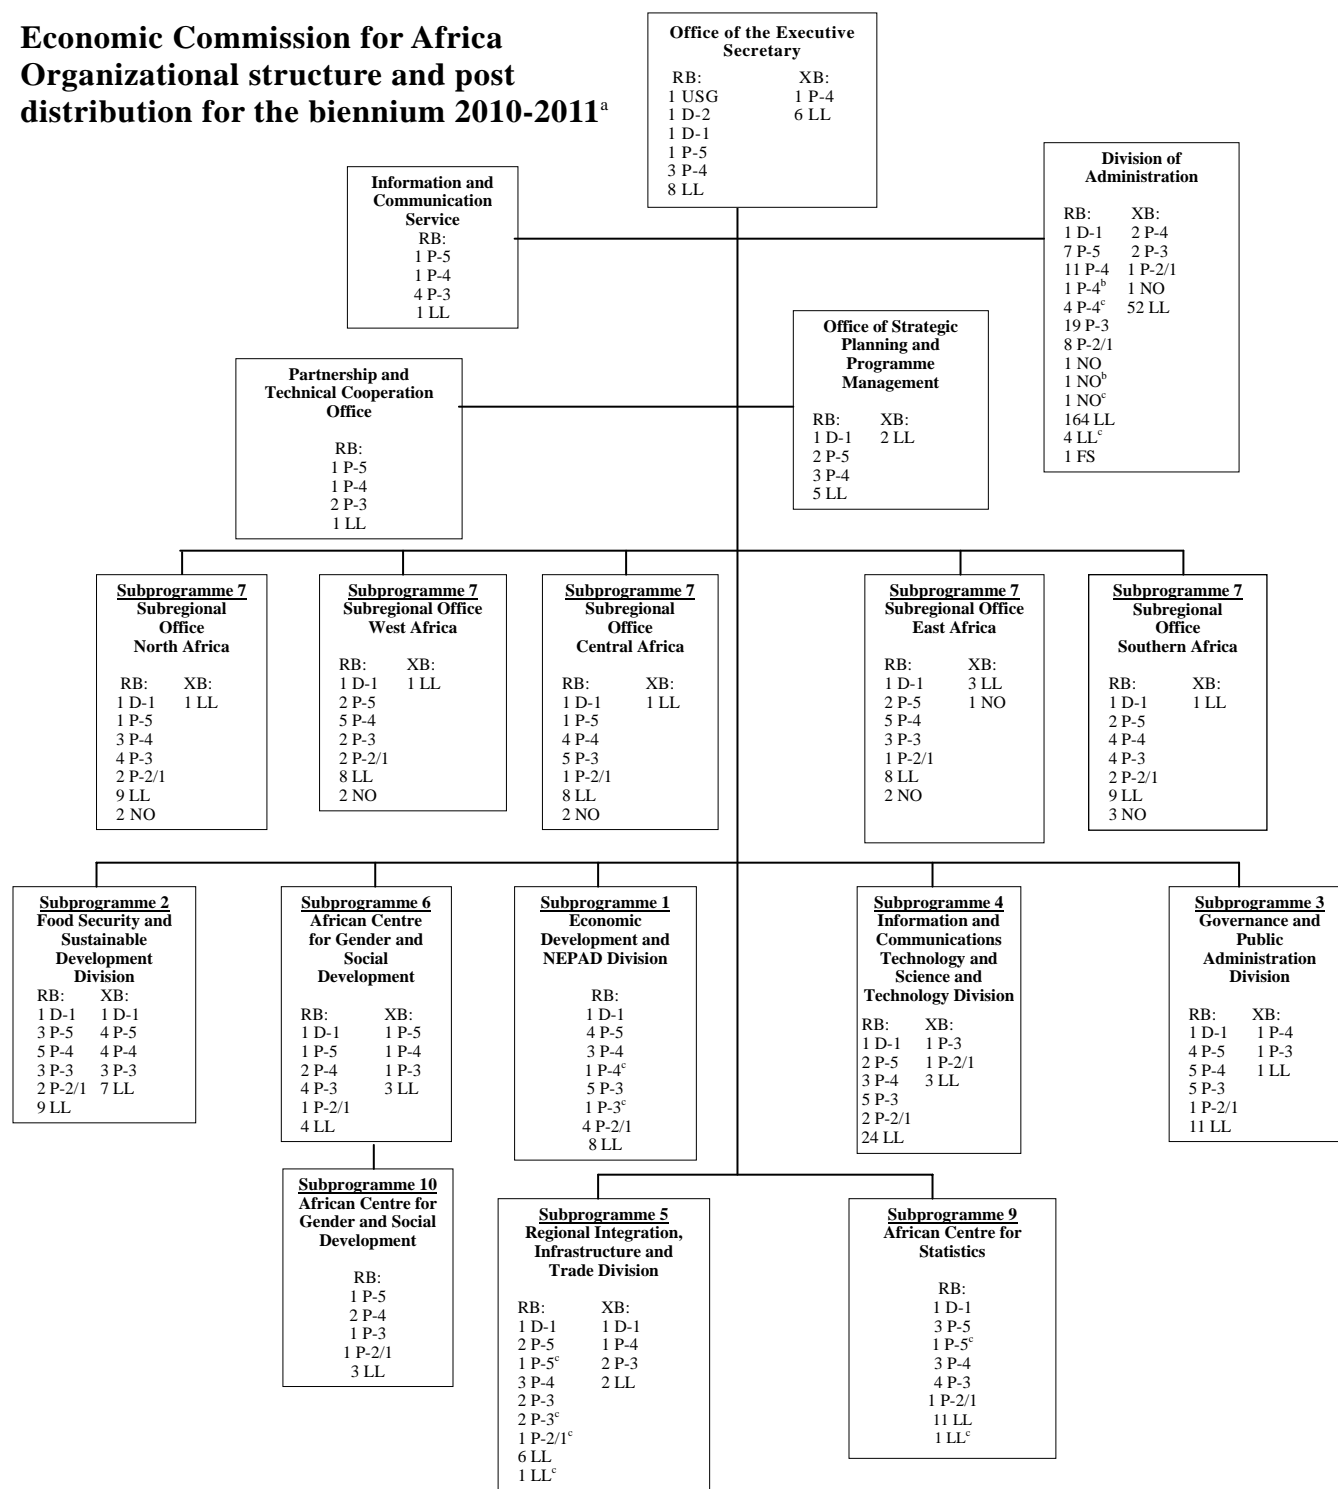 Economic Commission for Africa
Organizational structure and post
distribution for the biennium 2010-2011ᵃ
Office of the Executive
Secretary
RB: XB:
1 USG 1 P-4
1 D-2 6 LL
1 D-1
1 P-5
3 P-4
8 LL
Information and
Communication
Service
RB:
1 P-5
1 P-4
4 P-3
1 LL
Division of
Administration
RB: XB:
1 D-1 2 P-4
7 P-5 2 P-3
11 P-4 1 P-2/1
1 P-4ᵇ 1 NO
4 P-4ᶜ 52 LL
19 P-3
8 P-2/1
1 NO
1 NOᵇ
1 NOᶜ
164 LL
4 LLᶜ
1 FS
Partnership and
Technical Cooperation
Office
RB:
1 P-5
1 P-4
2 P-3
1 LL
Office of Strategic
Planning and
Programme
Management
RB: XB:
1 D-1 2 LL
2 P-5
3 P-4
5 LL
Subprogramme 7
Subregional
Office
North Africa
RB: XB:
1 D-1 1 LL
1 P-5
3 P-4
4 P-3
2 P-2/1
9 LL
2 NO
Subprogramme 7
Subregional Office
West Africa
RB: XB:
1 D-1 1 LL
2 P-5
5 P-4
2 P-3
2 P-2/1
8 LL
2 NO
Subprogramme 7
Subregional
Office
Central Africa
RB: XB:
1 D-1 1 LL
1 P-5
4 P-4
5 P-3
1 P-2/1
8 LL
2 NO
Subprogramme 7
Subregional Office
East Africa
RB: XB:
1 D-1 3 LL
2 P-5 1 NO
5 P-4
3 P-3
1 P-2/1
8 LL
2 NO
Subprogramme 7
Subregional
Office
Southern Africa
RB: XB:
1 D-1 1 LL
2 P-5
4 P-4
4 P-3
2 P-2/1
9 LL
3 NO
Subprogramme 2
Food Security and
Sustainable
Development
Division
RB: XB:
1 D-1 1 D-1
3 P-5 4 P-5
5 P-4 4 P-4
3 P-3 3 P-3
2 P-2/1 7 LL
9 LL
Subprogramme 6
African Centre
for Gender and
Social
Development
RB: XB:
1 D-1 1 P-5
1 P-5 1 P-4
2 P-4 1 P-3
4 P-3 3 LL
1 P-2/1
4 LL
Subprogramme 1
Economic
Development and
NEPAD Division
RB:
1 D-1
4 P-5
3 P-4
1 P-4ᶜ
5 P-3
1 P-3ᶜ
4 P-2/1
8 LL
Subprogramme 4
Information and
Communications
Technology and
Science and
Technology Division
RB: XB:
1 D-1 1 P-3
2 P-5 1 P-2/1
3 P-4 3 LL
5 P-3
2 P-2/1
24 LL
Subprogramme 3
Governance and
Public
Administration
Division
RB: XB:
1 D-1 1 P-4
4 P-5 1 P-3
5 P-4 1 LL
5 P-3
1 P-2/1
11 LL
Subprogramme 10
African Centre for
Gender and Social
Development
RB:
1 P-5
2 P-4
1 P-3
1 P-2/1
3 LL
Subprogramme 5
Regional Integration,
Infrastructure and
Trade Division
RB: XB:
1 D-1 1 D-1
2 P-5 1 P-4
1 P-5ᶜ 2 P-3
3 P-4 2 LL
2 P-3
2 P-3ᶜ
1 P-2/1ᶜ
6 LL
1 LLᶜ
Subprogramme 9
African Centre for
Statistics
RB:
1 D-1
3 P-5
1 P-5ᶜ
3 P-4
4 P-3
1 P-2/1
11 LL
1 LLᶜ